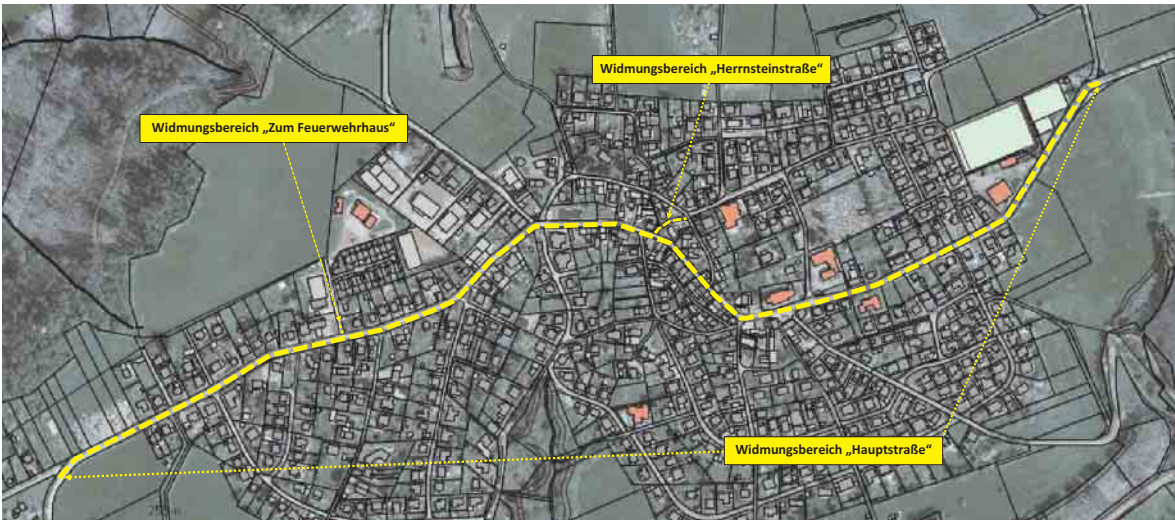 Widmungsbereich „Herrnsteinstraße“
Widmungsbereich „Zum Feuerwehrhaus“
Widmungsbereich „Hauptstraße“